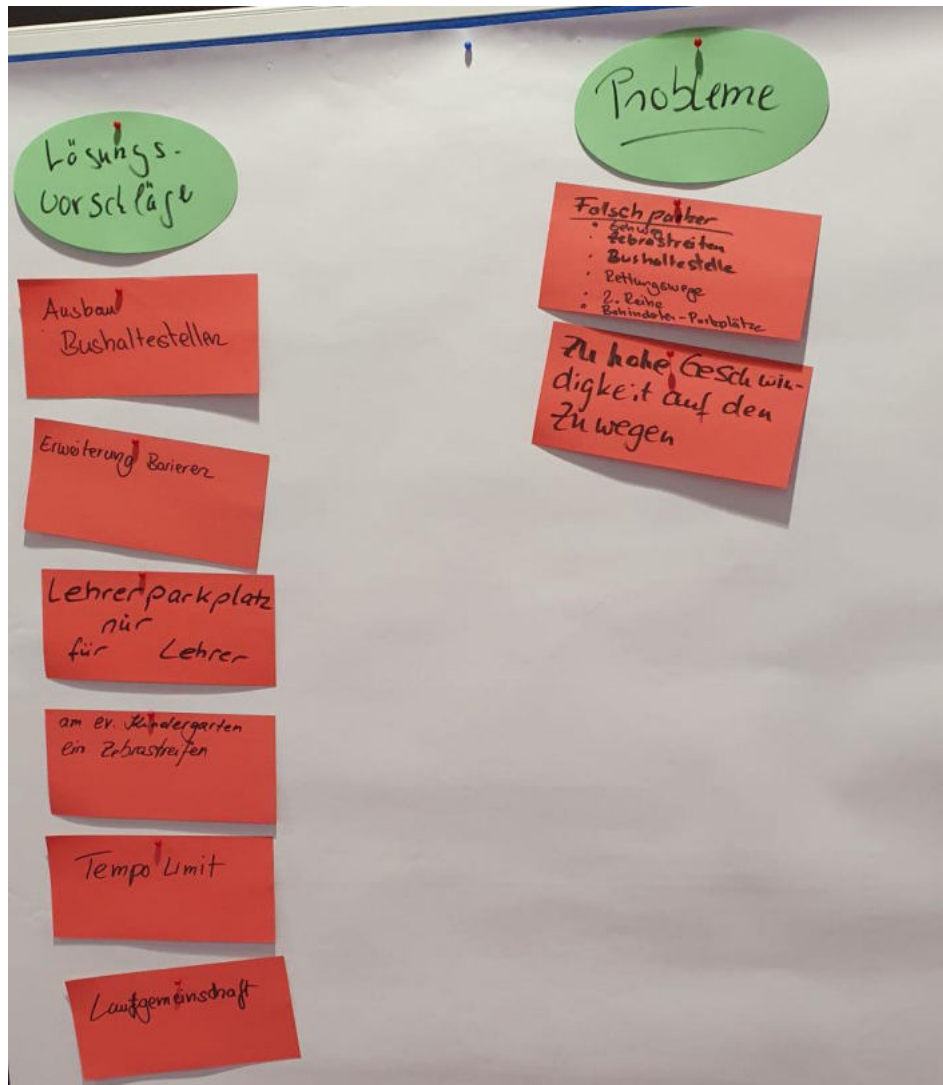 Lösungs-
vorschläge
Ausbau
Bushaltestellen
Erweiterung Barieren
Lehrerparkplatz
nur
für Lehrer
am ev. Kindergarten
ein Zebrastreifen
Tempo Limit
Laufgemeinschaft
Probleme
Falschparker
• Gehweg
• Zebrastreifen
• Bushaltestelle
• Rettungswege
• 2. Reihe
• Behinderten-Parkplätze
Zu hohe Geschwin-
digkeit auf den
Zuwegen